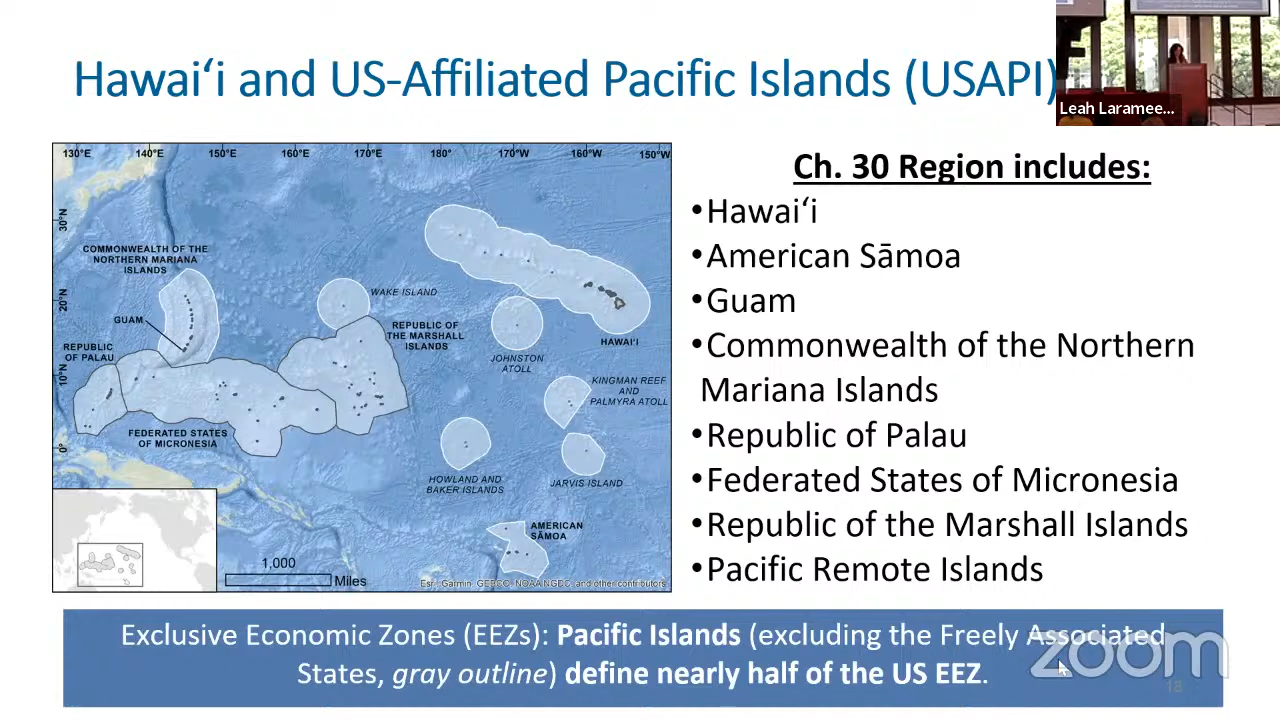 Hawaiʻi and US-Affiliated Pacific Islands (USAPI)
Leah Laramee...
130°E 140°E 150°E 160°E 170°E 180° 170°W 160°W 150°W
30°N
20°N
10°N
0°
COMMONWEALTH OF THE
NORTHERN MARIANA
ISLANDS
GUAM
REPUBLIC
OF PALAU
FEDERATED STATES
OF MICRONESIA
WAKE ISLAND
REPUBLIC OF
THE MARSHALL
ISLANDS
JOHNSTON
ATOLL
HAWAIʻI
KINGMAN REEF
AND
PALMYRA ATOLL
HOWLAND AND
BAKER ISLANDS
JARVIS ISLAND
AMERICAN
SĀMOA
1,000
Miles
Esri, Garmin, GEBCO, NOAA NGDC, and other contributors
Ch. 30 Region includes:
•Hawaiʻi
•American Sāmoa
•Guam
•Commonwealth of the Northern
Mariana Islands
•Republic of Palau
•Federated States of Micronesia
•Republic of the Marshall Islands
•Pacific Remote Islands
Exclusive Economic Zones (EEZs): Pacific Islands (excluding the Freely Associated
States, gray outline) define nearly half of the US EEZ.
zoom
18